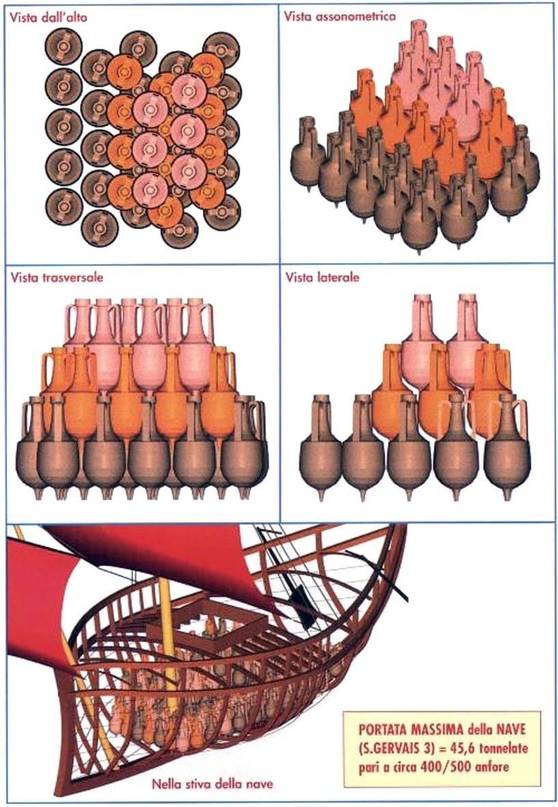 Vista dall'alto
Vista assonometrica
Vista trasversale
Vista laterale
Nella stiva della nave
PORTATA MASSIMA della NAVE
(S.GERVAIS 3) = 45,6 tonnelate
pari a circa 400/500 anfore